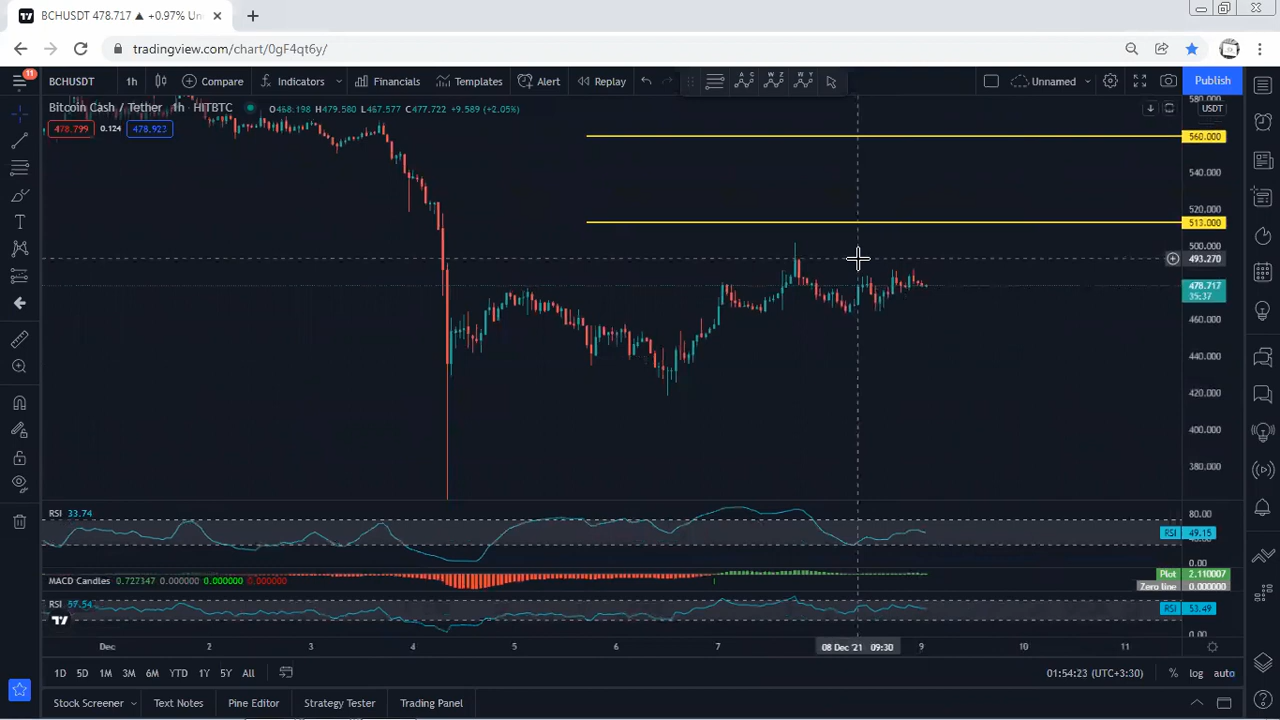 BCHUSDT 478.717 ▲ +0.97% Un
tradingview.com/chart/0gF4qt6y/
11
BCHUSDT 1h Compare Indicators Financials Templates Alert Replay Unnamed Publish
Bitcoin Cash / Tether 1h HITBTC O468.198 H479.580 L467.577 C477.722 +9.589 (+2.05%)
478.799 0.124 478.923
580.000
USDT
560.000
540.000
520.000
513.000
500.000
493.270
478.717
35:37
460.000
440.000
420.000
400.000
380.000
RSI 33.74
80.00
RSI 49.15
0.00
MACD Candles 0.727347 0.000000 0.000000 0.000000
Plot 2.110007
Zero line 0.000000
RSI 57.54
RSI 53.49
0.00
Dec 2 3 4 5 6 7 08 Dec '21 09:30 9 10 11
1D 5D 1M 3M 6M YTD 1Y 5Y All 01:54:23 (UTC+3:30) % log auto
Stock Screener Text Notes Pine Editor Strategy Tester Trading Panel